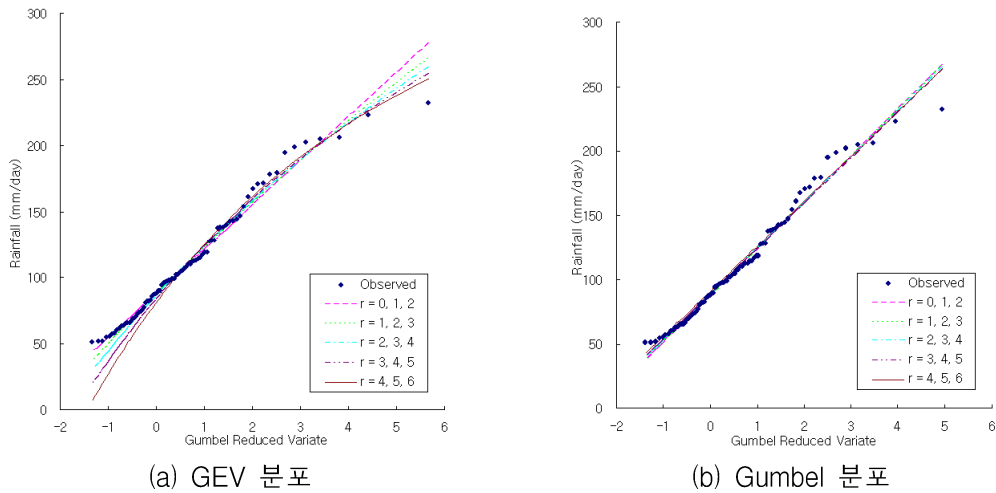 300
250
200
150
100
50
0
Rainfall (mm/day)
Observed
r = 0, 1, 2
r = 1, 2, 3
r = 2, 3, 4
r = 3, 4, 5
r = 4, 5, 6
-2 -1 0 1 2 3 4 5 6
Gumbel Reduced Variate
(a) GEV 분포
300
250
200
150
100
50
0
Rainfall (mm/day)
Observed
r = 0, 1, 2
r = 1, 2, 3
r = 2, 3, 4
r = 3, 4, 5
r = 4, 5, 6
-2 -1 0 1 2 3 4 5 6
Gumbel Reduced Variate
(b) Gumbel 분포